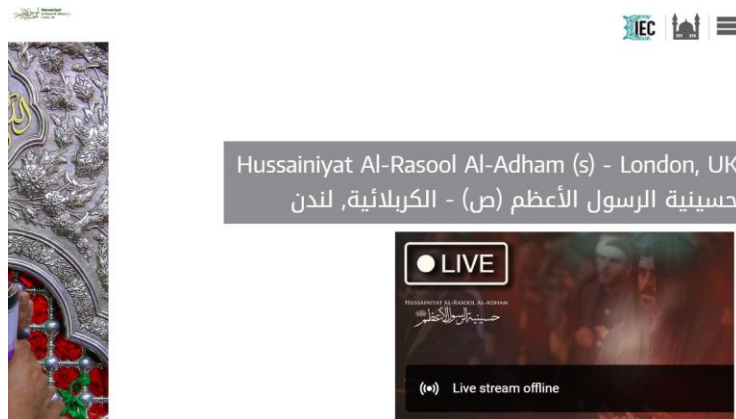 IEC
Hussainiyat Al-Rasool Al-Adham (s) - London, UK
حسينية الرسول الأعظم (ص) - الكربلائية, لندن
LIVE
HUSSAINIYAT AL-RASOOL AL-ADHAM
حسينية الرسول الأعظم
Live stream offline